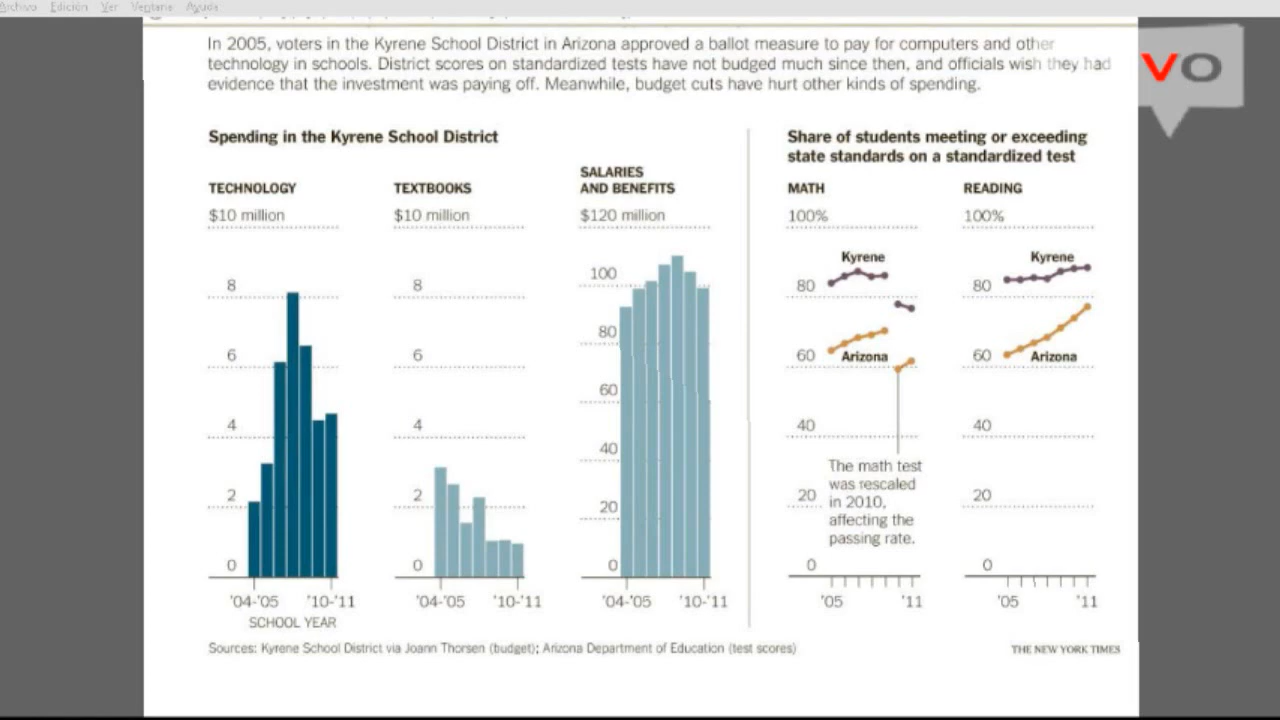 Archivo Edición Ver Ventana Ayuda
In 2005, voters in the Kyrene School District in Arizona approved a ballot measure to pay for computers and other
technology in schools. District scores on standardized tests have not budged much since then, and officials wish they had
evidence that the investment was paying off. Meanwhile, budget cuts have hurt other kinds of spending.
VO
Spending in the Kyrene School District
TECHNOLOGY
$10 million
8
6
4
2
0
'04-'05
'10-'11
SCHOOL YEAR
TEXTBOOKS
$10 million
8
6
4
2
0
'04-'05
'10-'11
SALARIES
AND BENEFITS
$120 million
100
80
60
40
20
0
'04-'05
'10-'11
Share of students meeting or exceeding
state standards on a standardized test
MATH
100%
Kyrene
80
60
Arizona
40
The math test
was rescaled
in 2010,
affecting the
passing rate.
20
0
'05
'11
READING
100%
Kyrene
80
60
Arizona
40
20
0
'05
'11
Sources: Kyrene School District via Joann Thorsen (budget); Arizona Department of Education (test scores)
THE NEW YORK TIMES